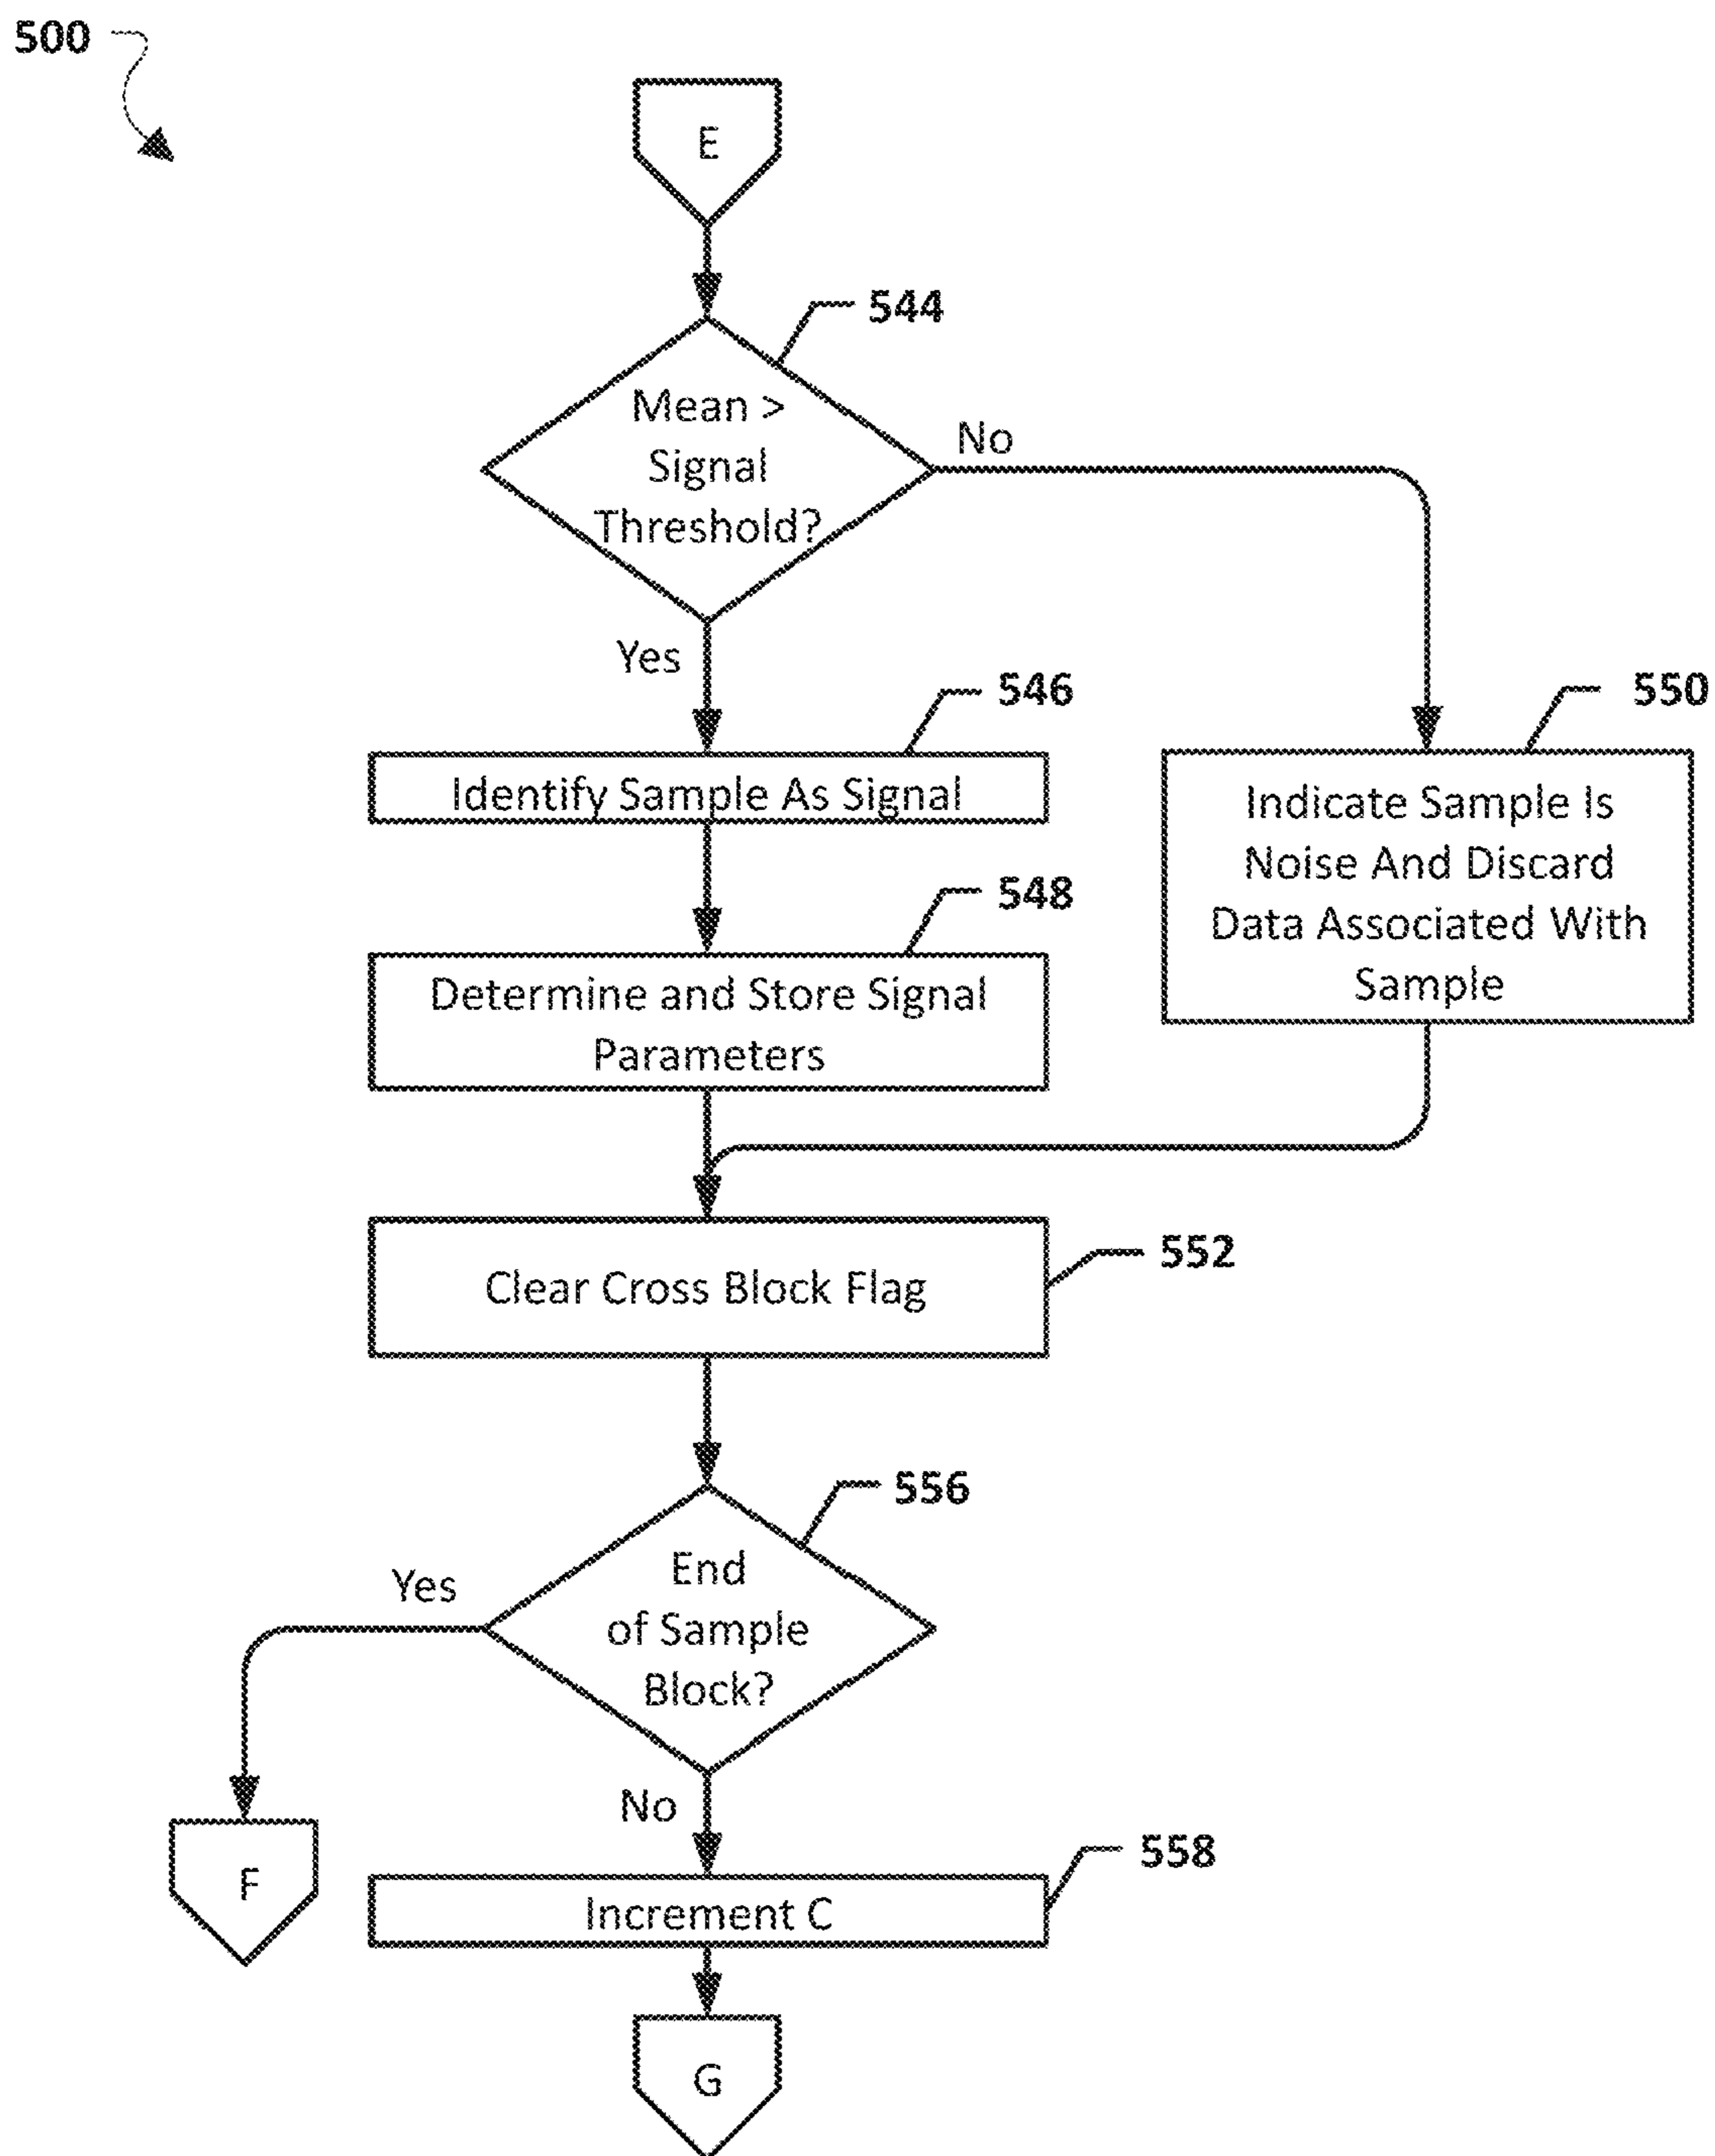 500
E
544
Mean >
Signal
Threshold?
No
Yes
546
Identify Sample As Signal
550
Indicate Sample Is
Noise And Discard
Data Associated With
Sample
548
Determine and Store Signal
Parameters
552
Clear Cross Block Flag
556
End
of Sample
Block?
Yes
No
F
558
Increment C
G